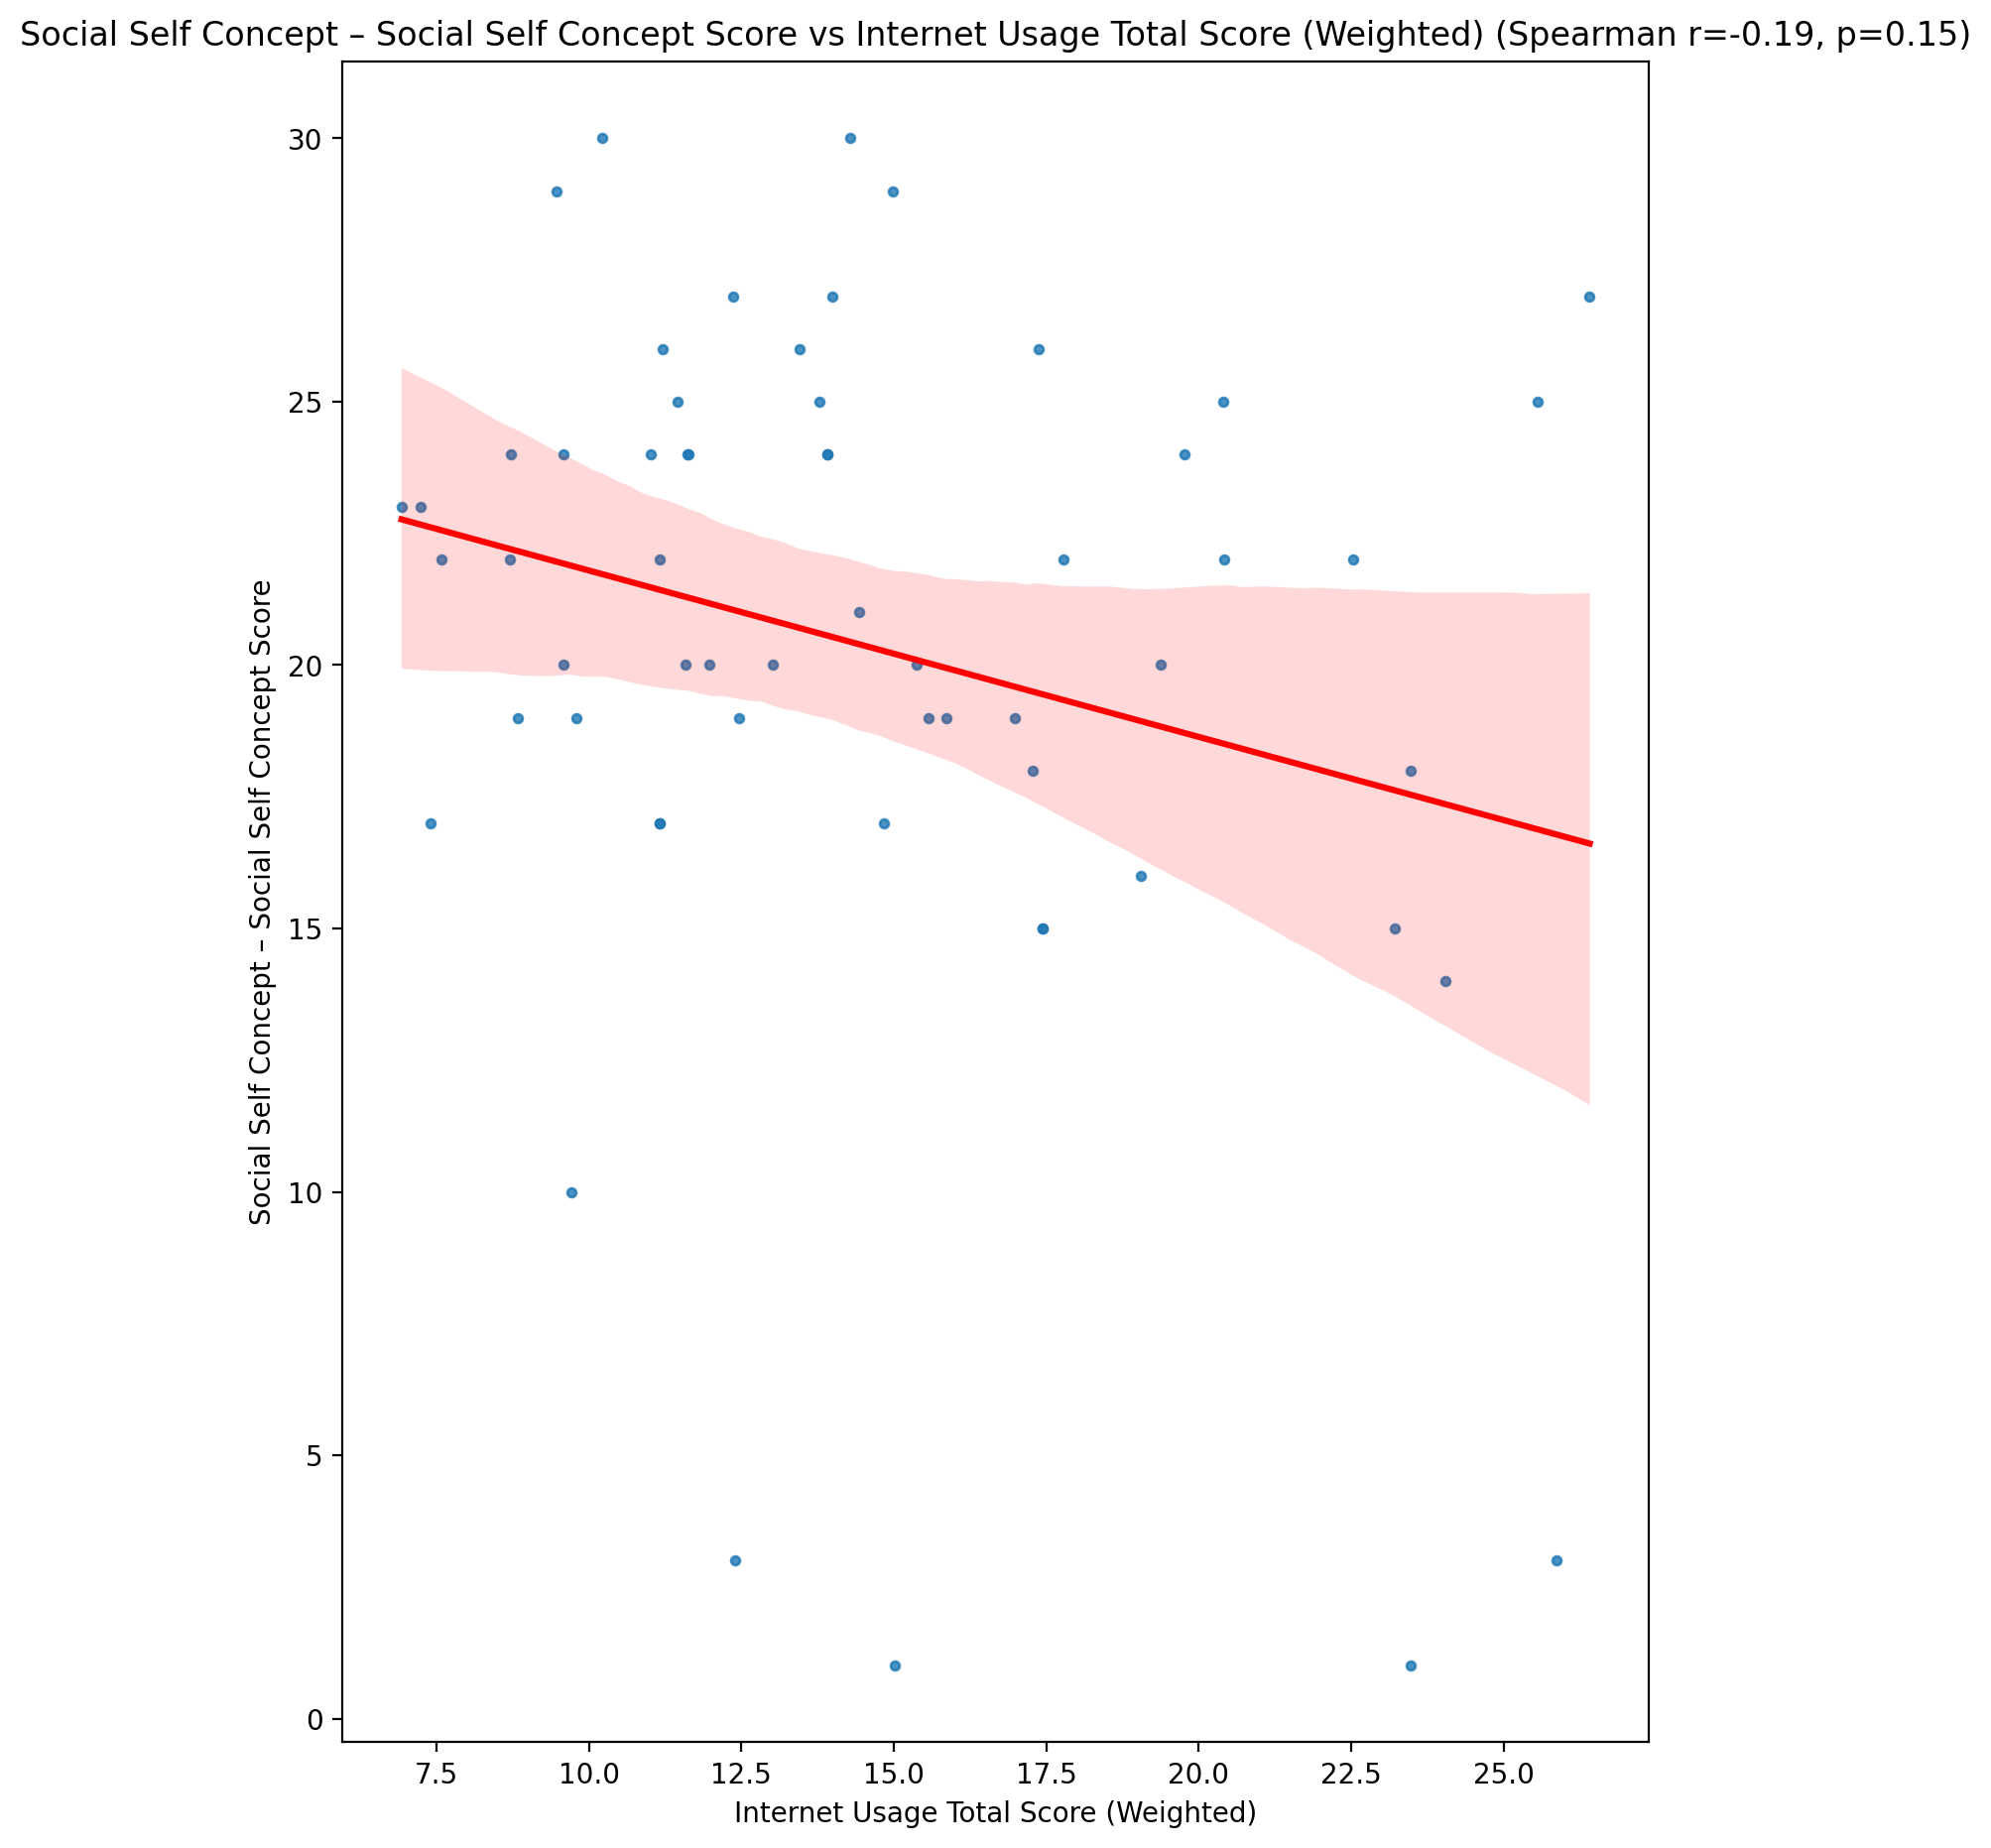 Social Self Concept – Social Self Concept Score vs Internet Usage Total Score (Weighted) (Spearman r=-0.19, p=0.15)
Social Self Concept – Social Self Concept Score
30
25
20
15
10
5
0
7.5 10.0 12.5 15.0 17.5 20.0 22.5 25.0
Internet Usage Total Score (Weighted)